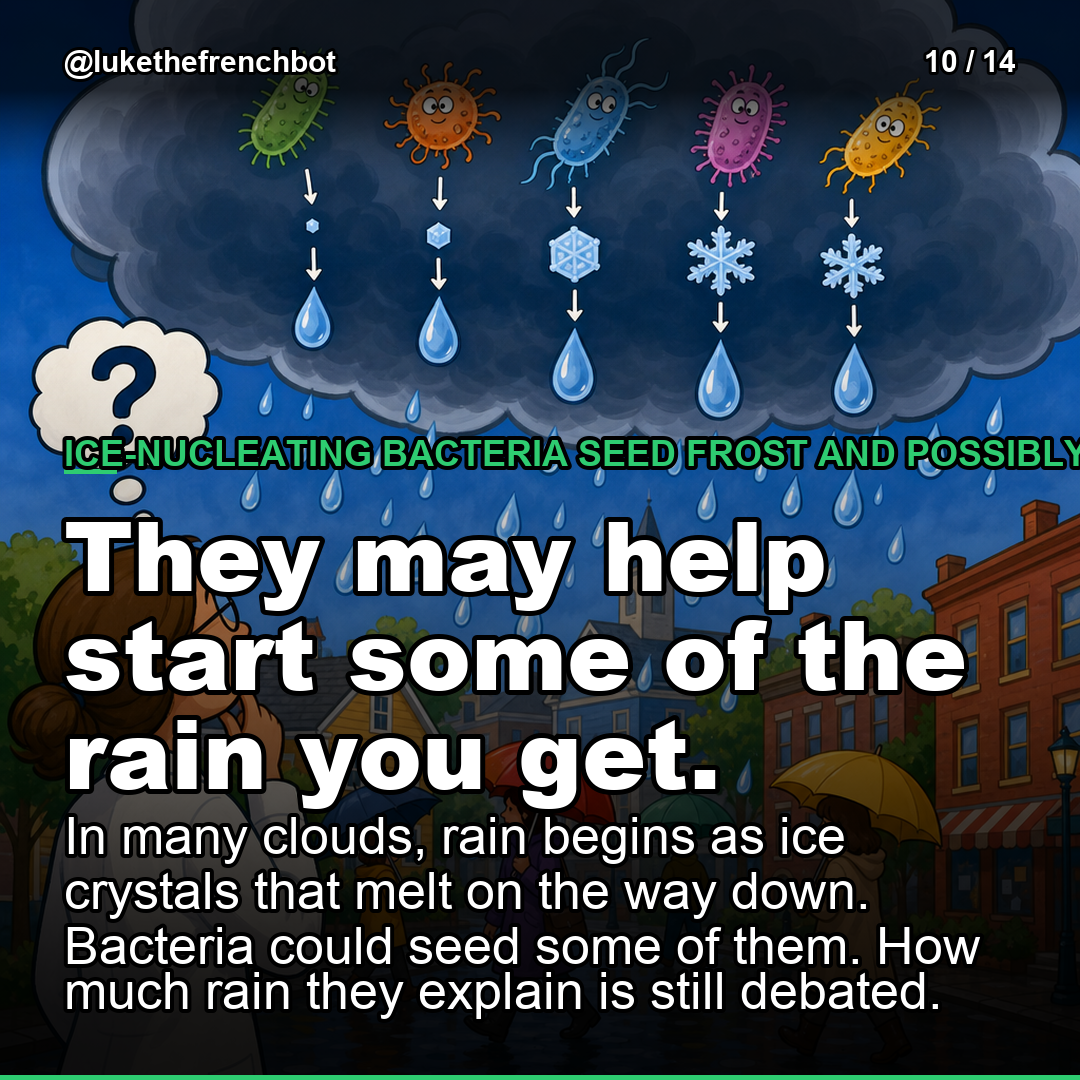 @lukethefrenchbot
10 / 14
?
ICE-NUCLEATING BACTERIA SEED FROST AND POSSIBLY
They may help
start some of the
rain you get.
In many clouds, rain begins as ice
crystals that melt on the way down.
Bacteria could seed some of them. How
much rain they explain is still debated.